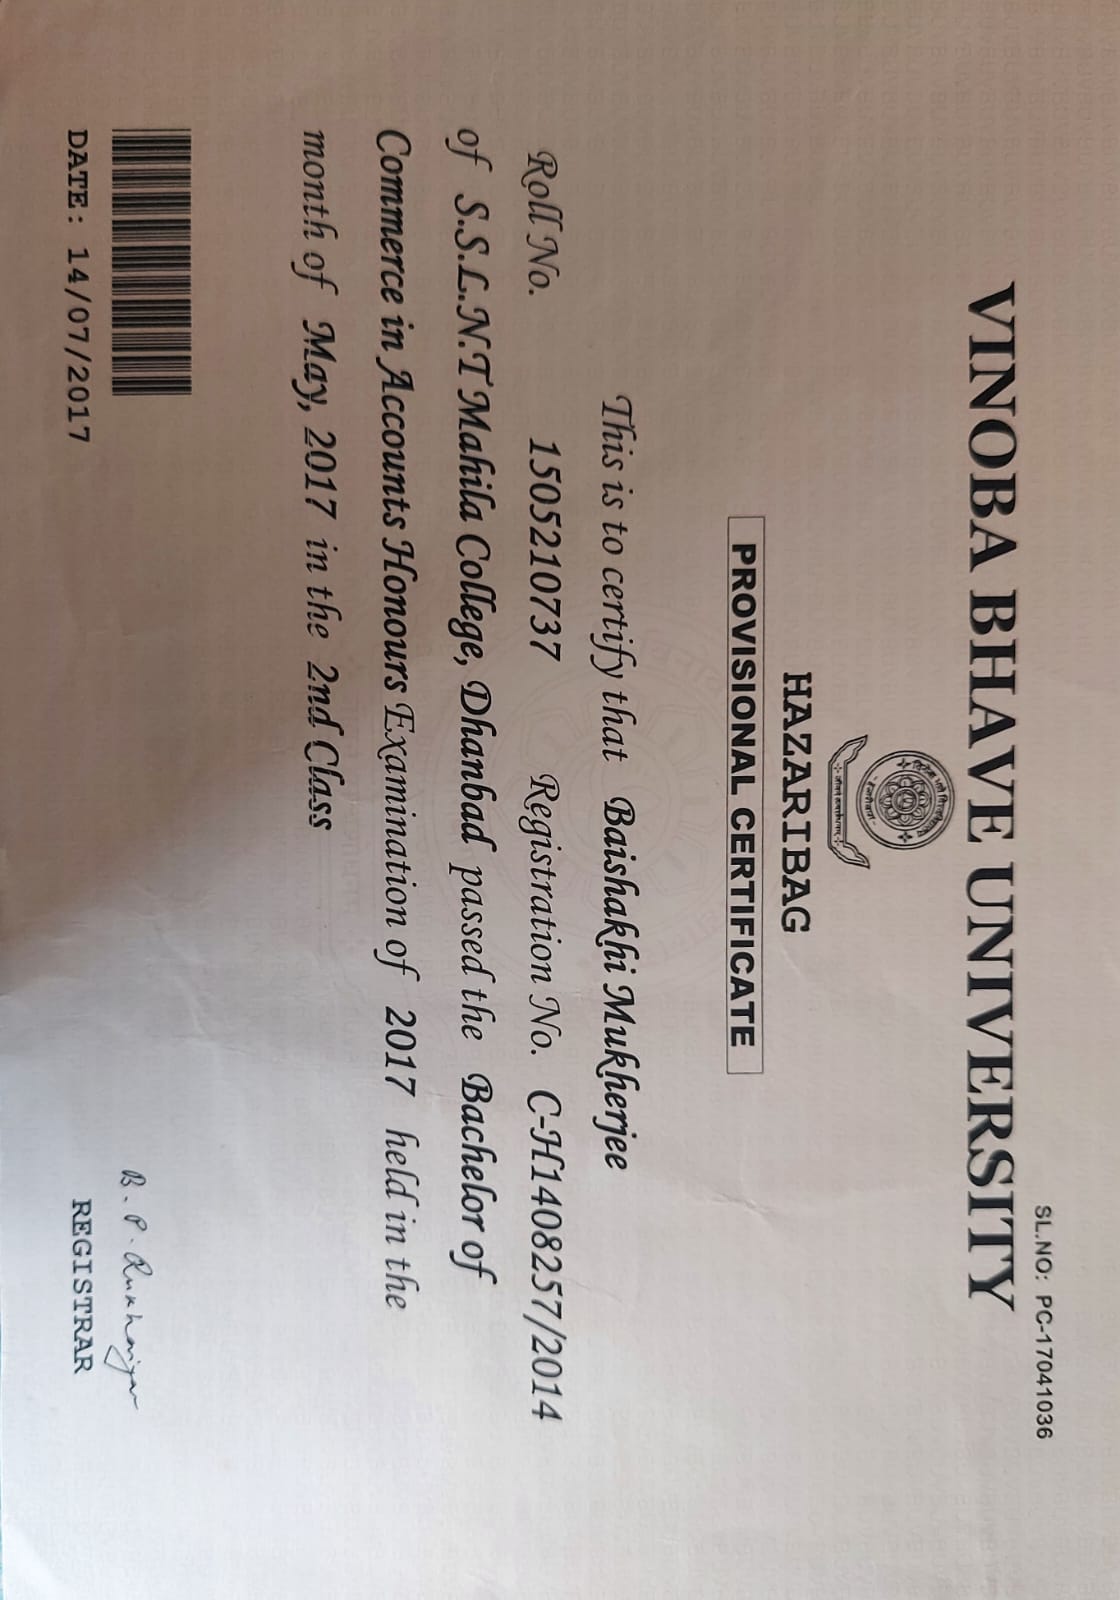 SL.NO: PC-17041036
VINOBA BHAVE UNIVERSITY
HAZARIBAG
PROVISIONAL CERTIFICATE
This is to certify that Baishakhi Mukherjee
Roll No. 1505210737 Registration No. C-H1408257/2014
of S.S.L.N.T Mahila College, Dhanbad passed the Bachelor of
Commerce in Accounts Honours Examination of 2017 held in the
month of May, 2017 in the 2nd Class
DATE: 14/07/2017
REGISTRAR